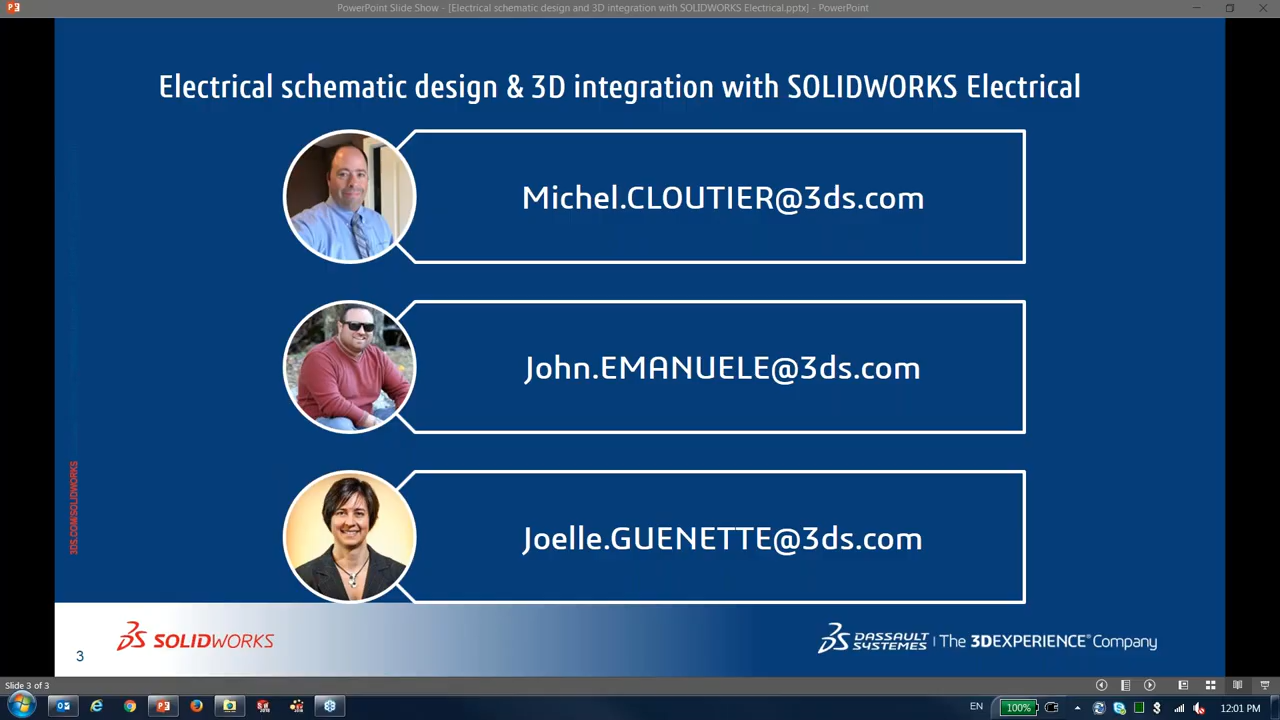 PowerPoint Slide Show - [Electrical schematic design and 3D integration with SOLIDWORKS Electrical.pptx] - PowerPoint
Electrical schematic design & 3D integration with SOLIDWORKS Electrical
Michel.CLOUTIER@3ds.com
John.EMANUELE@3ds.com
Joelle.GUENETTE@3ds.com
3DS.COM/SOLIDWORKS
3
SOLIDWORKS
DASSAULT SYSTEMES | The 3DEXPERIENCE® Company
Slide 3 of 3
EN
100%
12:01 PM